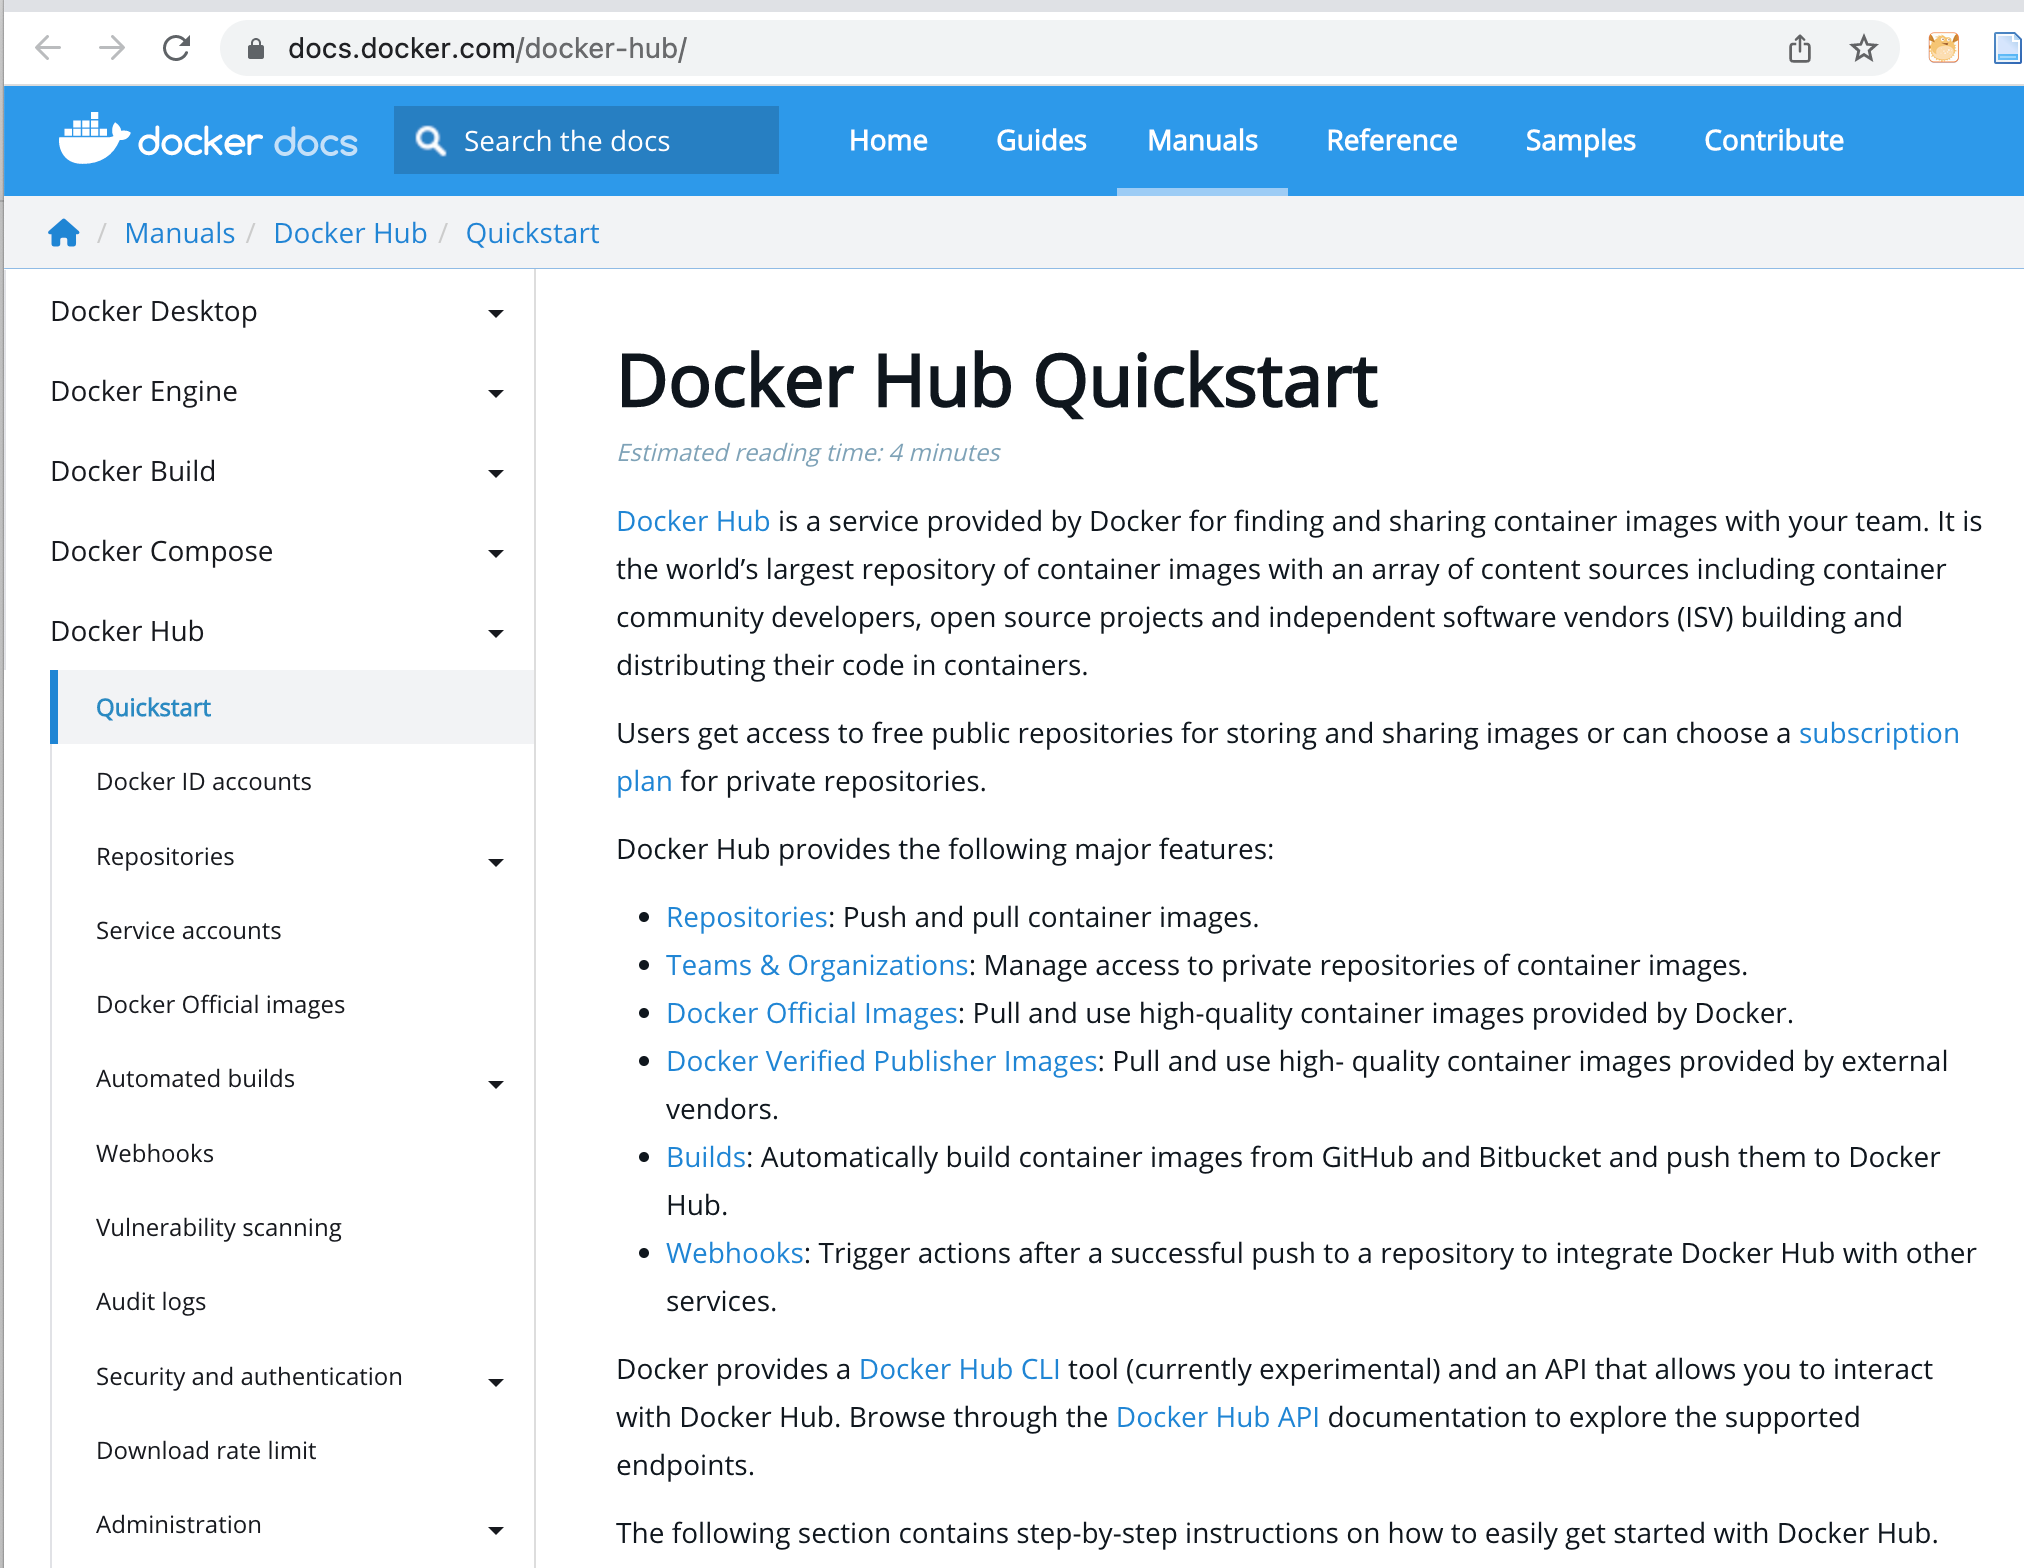 docs.docker.com/docker-hub/
docker docs
Search the docs
Home
Guides
Manuals
Reference
Samples
Contribute
/ Manuals / Docker Hub / Quickstart
Docker Desktop
Docker Engine
Docker Build
Docker Compose
Docker Hub
Quickstart
Docker ID accounts
Repositories
Service accounts
Docker Official images
Automated builds
Webhooks
Vulnerability scanning
Audit logs
Security and authentication
Download rate limit
Administration
Docker Hub Quickstart
Estimated reading time: 4 minutes
Docker Hub is a service provided by Docker for finding and sharing container images with your team. It is
the world’s largest repository of container images with an array of content sources including container
community developers, open source projects and independent software vendors (ISV) building and
distributing their code in containers.
Users get access to free public repositories for storing and sharing images or can choose a subscription
plan for private repositories.
Docker Hub provides the following major features:
• Repositories: Push and pull container images.
• Teams & Organizations: Manage access to private repositories of container images.
• Docker Official Images: Pull and use high-quality container images provided by Docker.
• Docker Verified Publisher Images: Pull and use high- quality container images provided by external
vendors.
• Builds: Automatically build container images from GitHub and Bitbucket and push them to Docker
Hub.
• Webhooks: Trigger actions after a successful push to a repository to integrate Docker Hub with other
services.
Docker provides a Docker Hub CLI tool (currently experimental) and an API that allows you to interact
with Docker Hub. Browse through the Docker Hub API documentation to explore the supported
endpoints.
The following section contains step-by-step instructions on how to easily get started with Docker Hub.